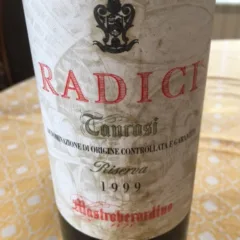 RADICI
Taurasi
DENOMINAZIONE DI ORIGINE CONTROLLATA E GARANTITA
Riserva
1999
Mastroberardino